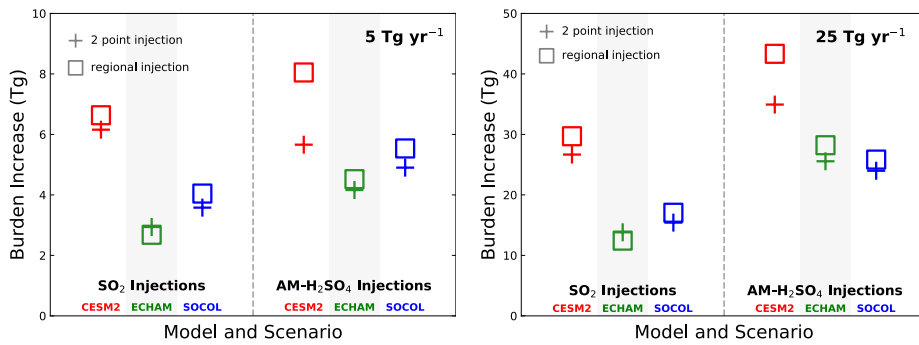 10
8
6
4
2
0
Burden Increase (Tg)
2 point injection
regional injection
5 Tg yr⁻¹
SO₂ Injections
AM-H₂SO₄ Injections
CESM2 ECHAM SOCOL CESM2 ECHAM SOCOL
Model and Scenario
50
40
30
20
10
0
Burden Increase (Tg)
2 point injection
regional injection
25 Tg yr⁻¹
SO₂ Injections
AM-H₂SO₄ Injections
CESM2 ECHAM SOCOL CESM2 ECHAM SOCOL
Model and Scenario